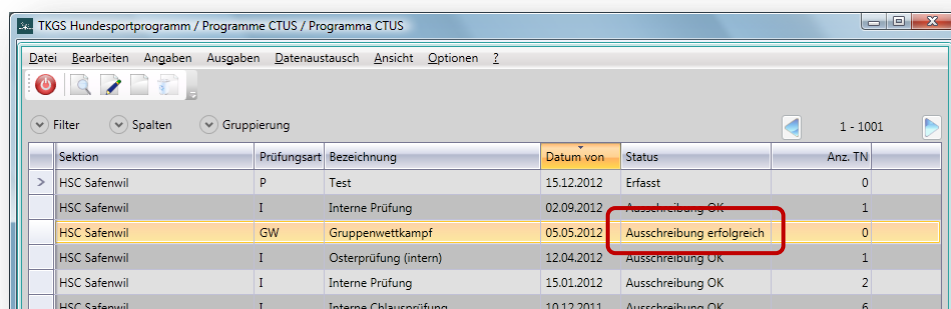 TKGS Hundesportprogramm / Programme CTUS / Programma CTUS
Datei Bearbeiten Angaben Ausgaben Datenaustausch Ansicht Optionen ?
Filter Spalten Gruppierung 1 - 1001
Sektion Prüfungsart Bezeichnung Datum von Status Anz. TN
> HSC Safenwil P Test 15.12.2012 Erfasst 0
HSC Safenwil I Interne Prüfung 02.09.2012 Ausschreibung OK 1
HSC Safenwil GW Gruppenwettkampf 05.05.2012 Ausschreibung erfolgreich 0
HSC Safenwil I Osterprüfung (intern) 12.04.2012 Ausschreibung OK 1
HSC Safenwil I Interne Prüfung 15.01.2012 Ausschreibung OK 2
HSC Safenwil I Interne Chlausprüfung 10.12.2011 Ausschreibung OK 6